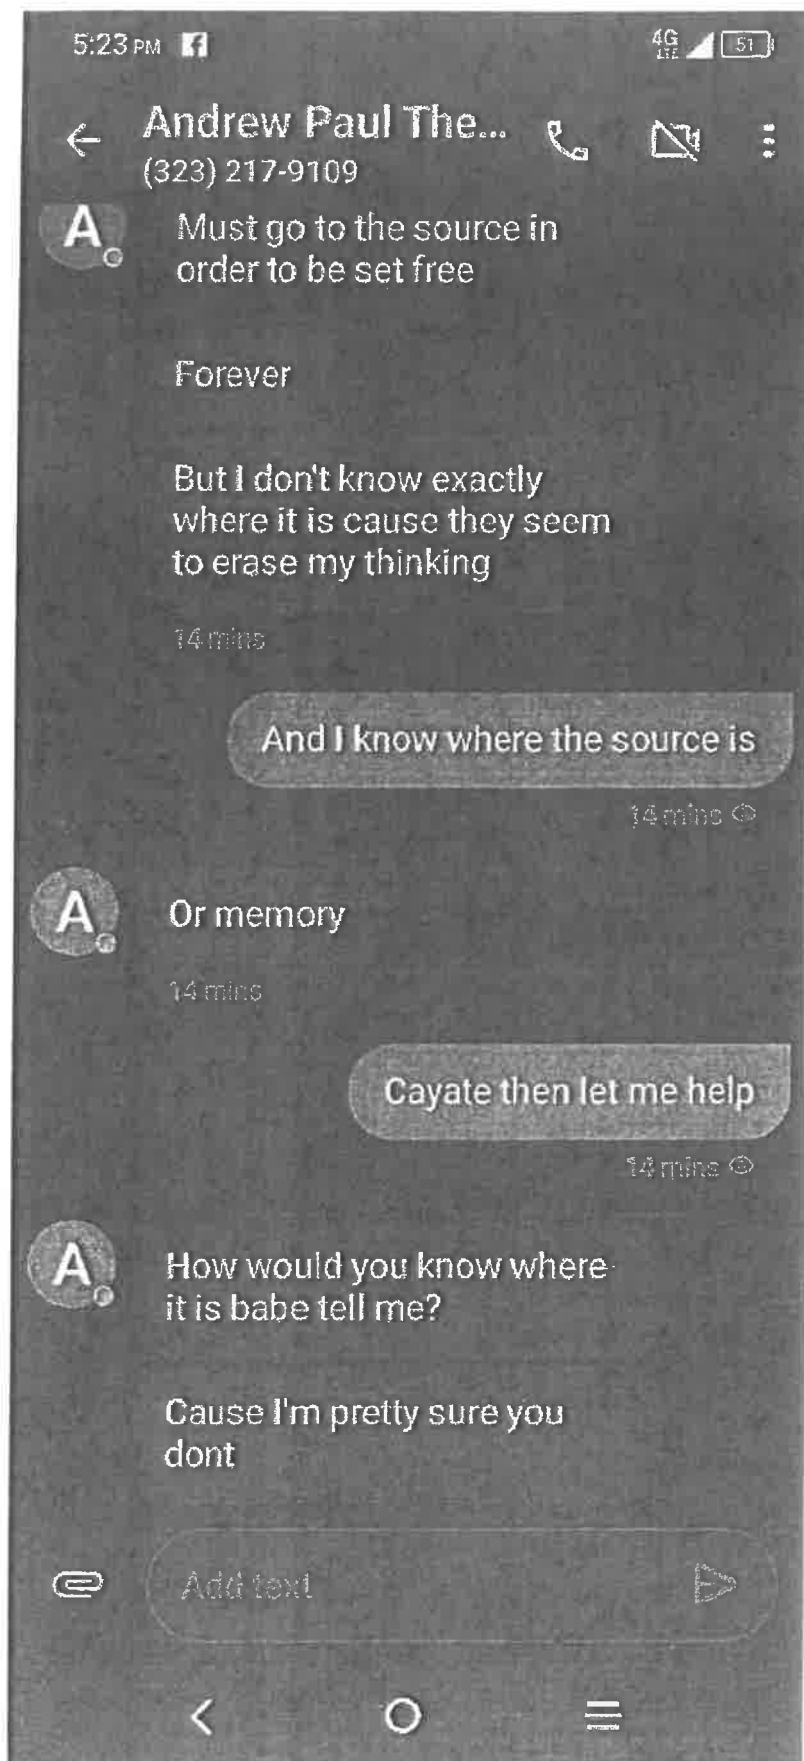 5:23 PM
4G
LTE
51
Andrew Paul The...
(323) 217-9109
A
Must go to the source in
order to be set free
Forever
But I don't know exactly
where it is cause they seem
to erase my thinking
14 mins
And I know where the source is
14 mins
A
Or memory
14 mins
Cayate then let me help
14 mins
A
How would you know where
it is babe tell me?
Cause I'm pretty sure you
dont
Add text